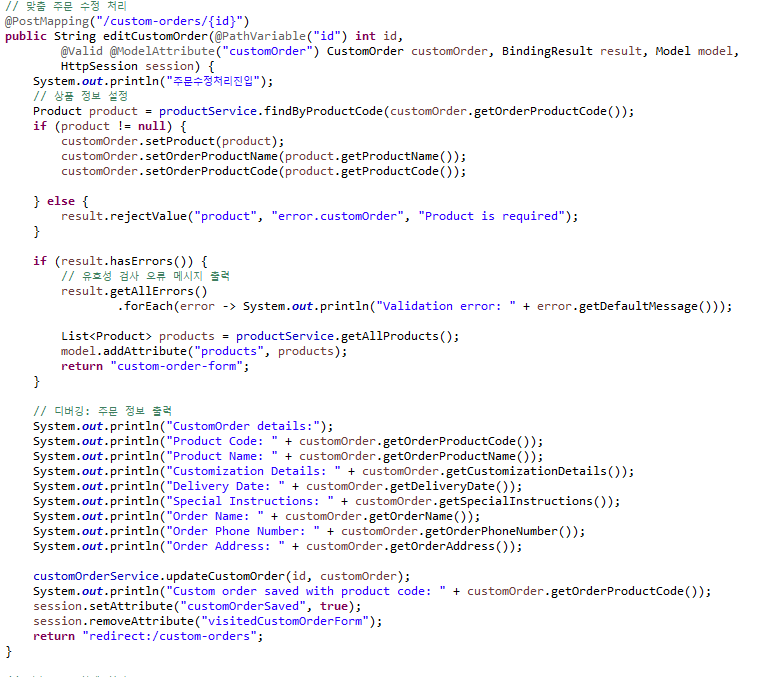 // 맞춤 주문 수정 처리
@PostMapping("/custom-orders/{id}")
public String editCustomOrder(@PathVariable("id") int id,
        @Valid @ModelAttribute("customOrder") CustomOrder customOrder, BindingResult result, Model model,
        HttpSession session) {
    System.out.println("주문수정처리진입");
    // 상품 정보 설정
    Product product = productService.findByProductCode(customOrder.getOrderProductCode());
    if (product != null) {
        customOrder.setProduct(product);
        customOrder.setOrderProductName(product.getProductName());
        customOrder.setOrderProductCode(product.getProductCode());

    } else {
        result.rejectValue("product", "error.customOrder", "Product is required");
    }

    if (result.hasErrors()) {
        // 유효성 검사 오류 메시지 출력
        result.getAllErrors()
                .forEach(error -> System.out.println("Validation error: " + error.getDefaultMessage()));

        List<Product> products = productService.getAllProducts();
        model.addAttribute("products", products);
        return "custom-order-form";
    }

    // 디버깅: 주문 정보 출력
    System.out.println("CustomOrder details:");
    System.out.println("Product Code: " + customOrder.getOrderProductCode());
    System.out.println("Product Name: " + customOrder.getOrderProductName());
    System.out.println("Customization Details: " + customOrder.getCustomizationDetails());
    System.out.println("Delivery Date: " + customOrder.getDeliveryDate());
    System.out.println("Special Instructions: " + customOrder.getSpecialInstructions());
    System.out.println("Order Name: " + customOrder.getOrderName());
    System.out.println("Order Phone Number: " + customOrder.getOrderPhoneNumber());
    System.out.println("Order Address: " + customOrder.getOrderAddress());

    customOrderService.updateCustomOrder(id, customOrder);
    System.out.println("Custom order saved with product code: " + customOrder.getOrderProductCode());
    session.setAttribute("customOrderSaved", true);
    session.removeAttribute("visitedCustomOrderForm");
    return "redirect:/custom-orders";
}